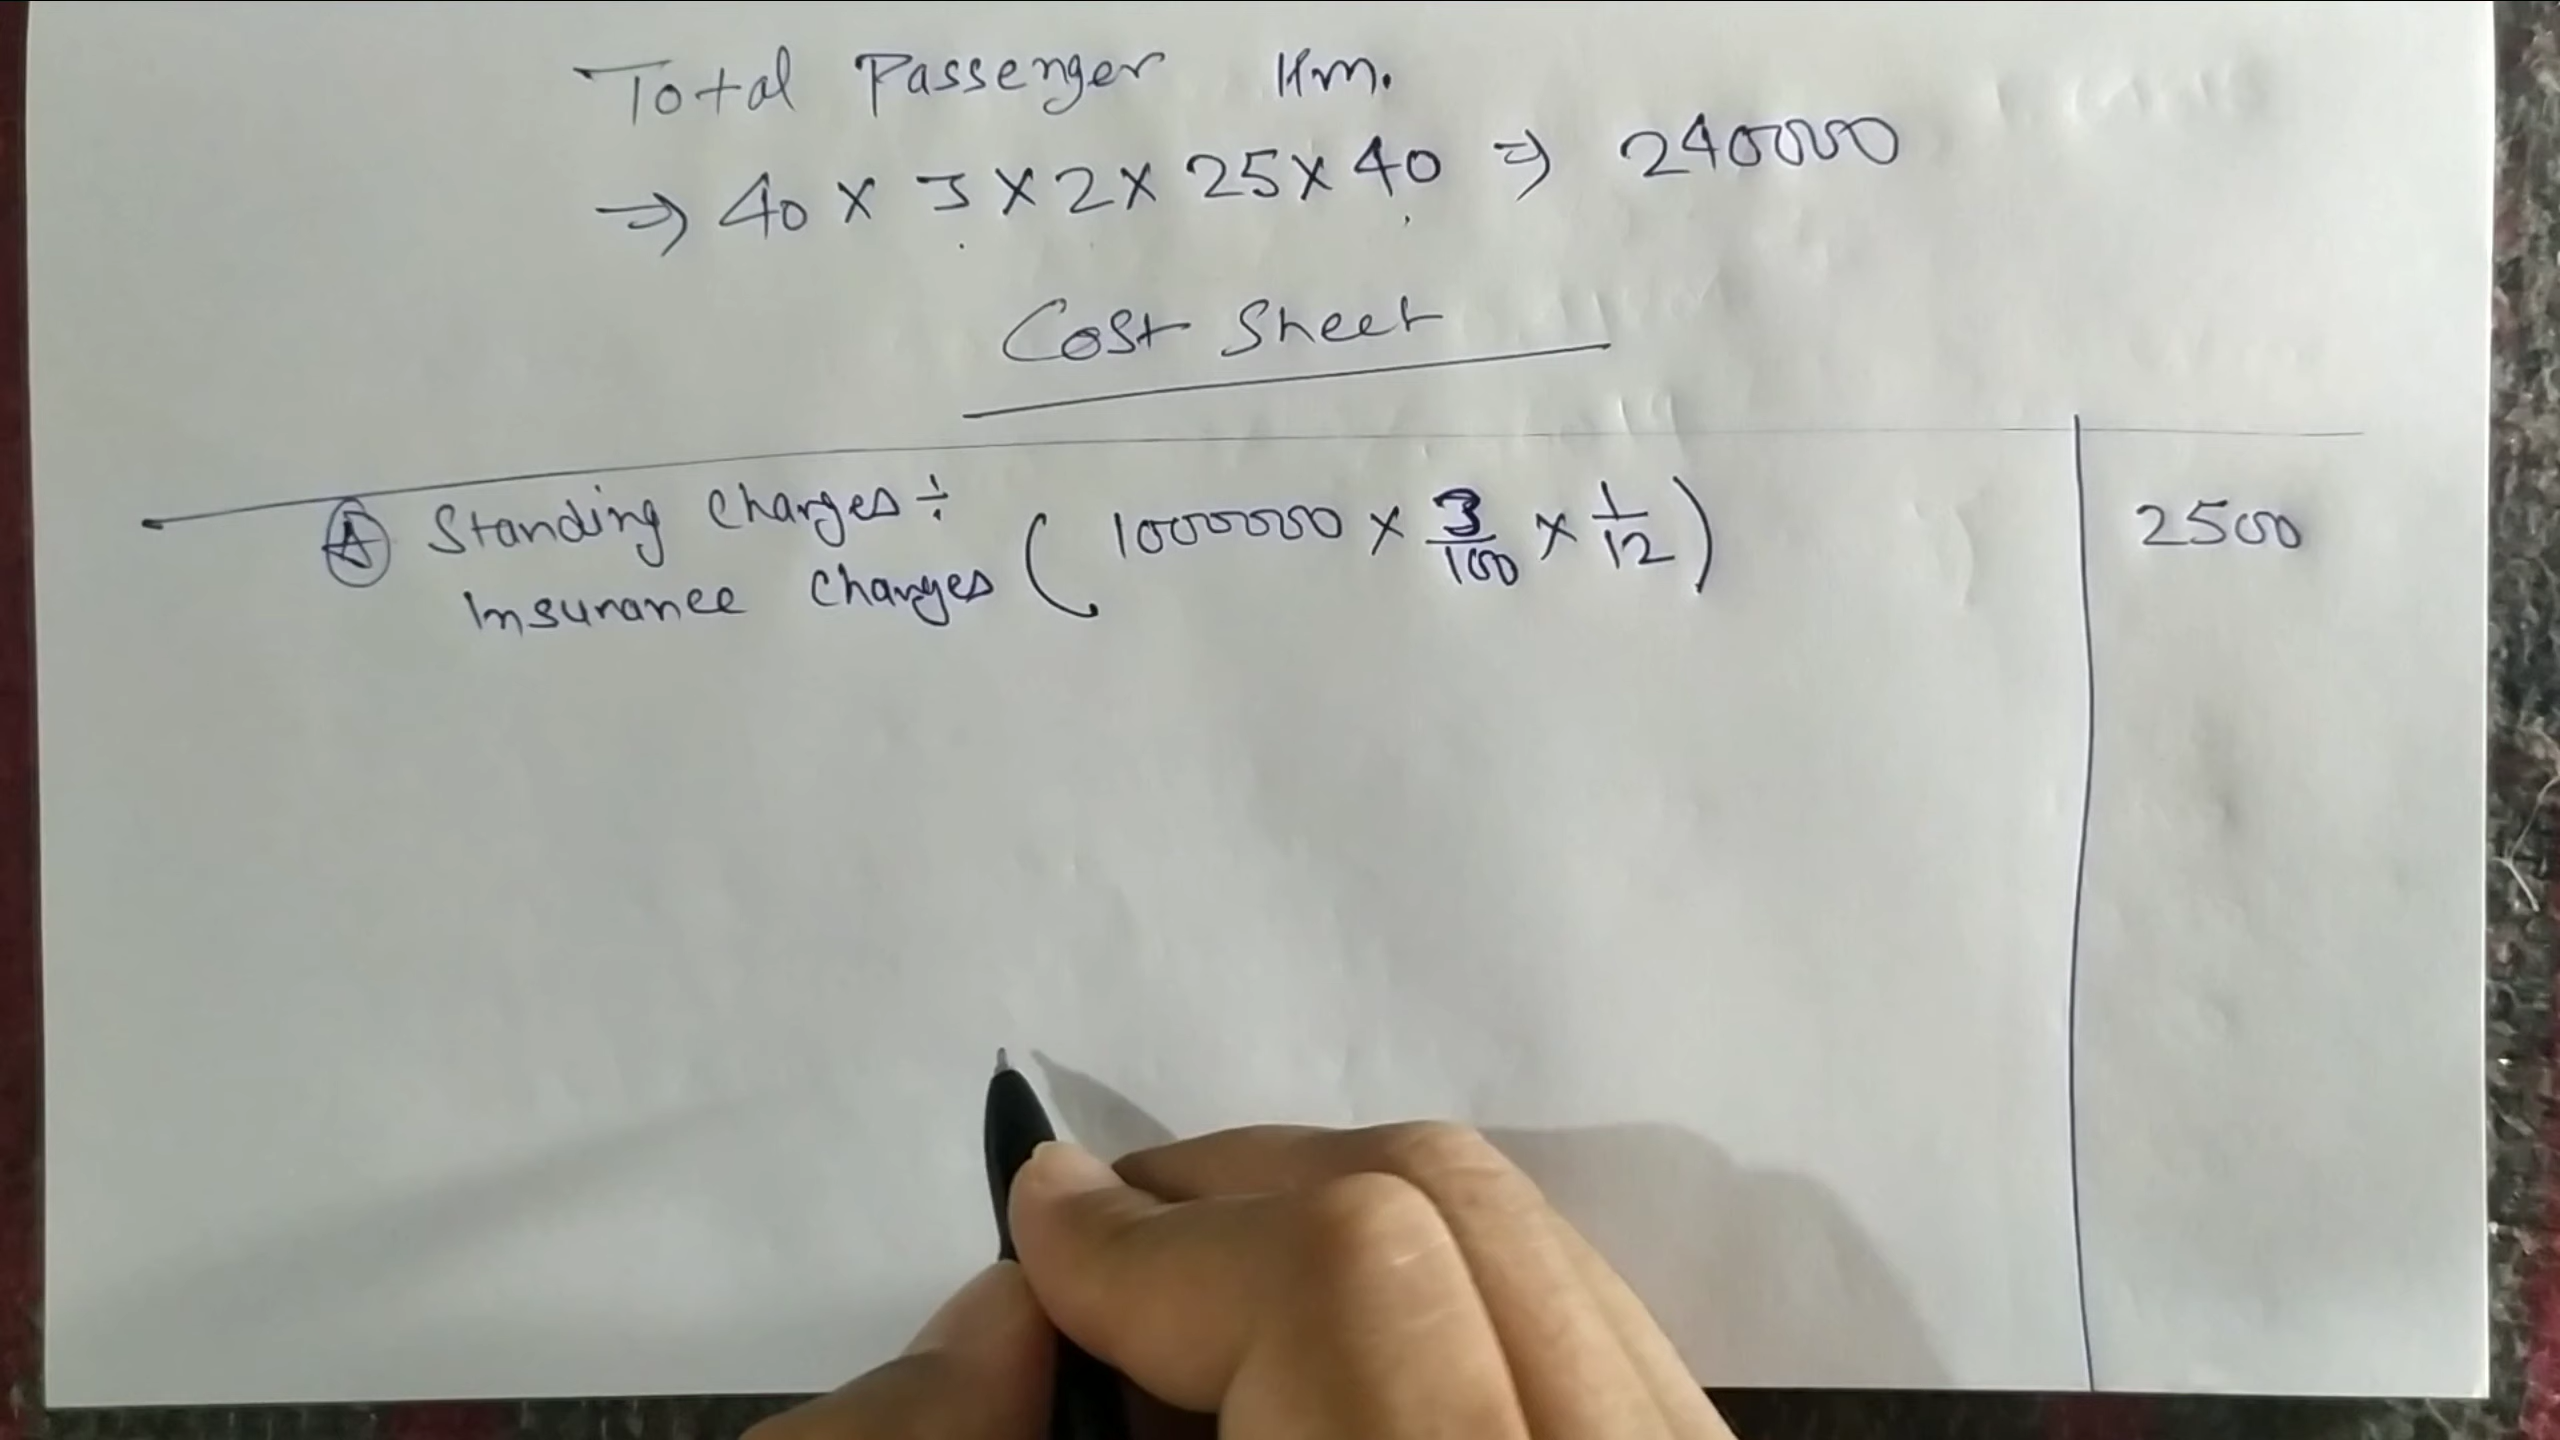 Total Passenger Km.
⇒ 40 × 3 × 2 × 25 × 40 ⇒ 240000
Cost Sheet
(A) Standing Charges ÷
Insurance Charges (1000000 × 3/100 × 1/12) 2500